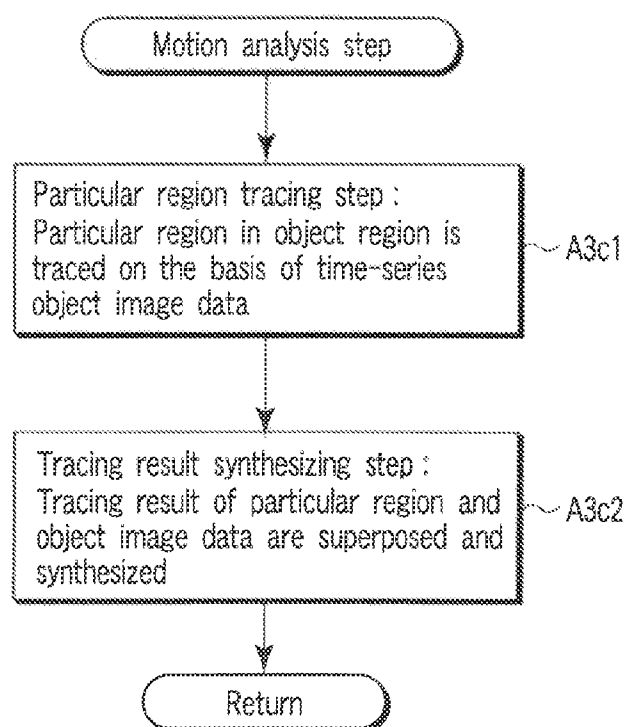 Motion analysis step
Particular region tracing step :
Particular region in object region is
traced on the basis of time-series
object image data
A3c1
Tracing result synthesizing step :
Tracing result of particular region and
object image data are superposed and
synthesized
A3c2
Return